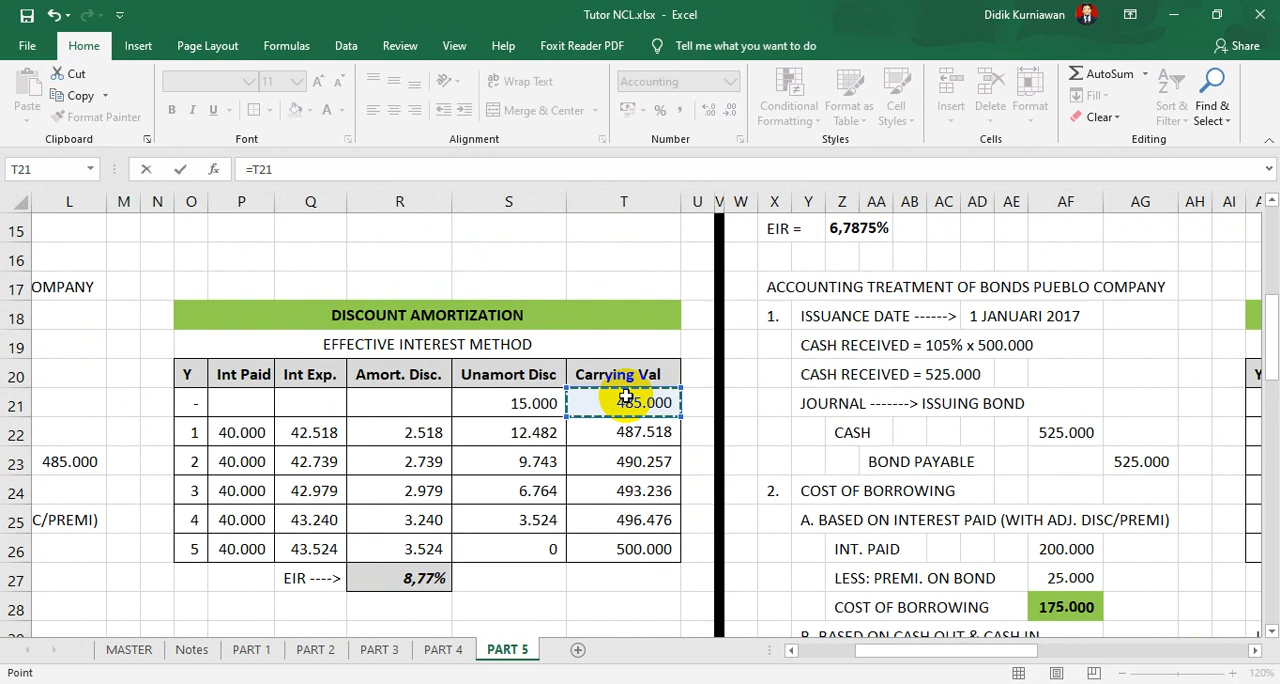 Tutor NCL.xlsx - Excel
Didik Kurniawan
File Home Insert Page Layout Formulas Data Review View Help Foxit Reader PDF Tell me what you want to do Share
Paste Cut Copy Format Painter
11
Wrap Text
Merge & Center
Accounting
Conditional Formatting Format as Table Cell Styles
Insert Delete Format
AutoSum Fill Clear
Sort & Filter Find & Select
Clipboard Font Alignment Number Styles Cells Editing
T21 =T21
L M N O P Q R S T U V W X Y Z AA AB AC AD AE AF AG AH AI
15 EIR = 6,7875%
16
17 OMPANY ACCOUNTING TREATMENT OF BONDS PUEBLO COMPANY
18 DISCOUNT AMORTIZATION 1. ISSUANCE DATE ------> 1 JANUARI 2017
19 EFFECTIVE INTEREST METHOD CASH RECEIVED = 105% x 500.000
20 Y Int Paid Int Exp. Amort. Disc. Unamort Disc Carrying Val CASH RECEIVED = 525.000
21 - 15.000 485.000 JOURNAL -------> ISSUING BOND
22 1 40.000 42.518 2.518 12.482 487.518 CASH 525.000
23 485.000 2 40.000 42.739 2.739 9.743 490.257 BOND PAYABLE 525.000
24 3 40.000 42.979 2.979 6.764 493.236 2. COST OF BORROWING
25 C/PREMI) 4 40.000 43.240 3.240 3.524 496.476 A. BASED ON INTEREST PAID (WITH ADJ. DISC/PREMI)
26 5 40.000 43.524 3.524 0 500.000 INT. PAID 200.000
27 EIR ----> 8,77% LESS: PREMI. ON BOND 25.000
28 COST OF BORROWING 175.000
B. BASED ON CASH OUT & CASH IN
MASTER Notes PART 1 PART 2 PART 3 PART 4 PART 5
Point 120%